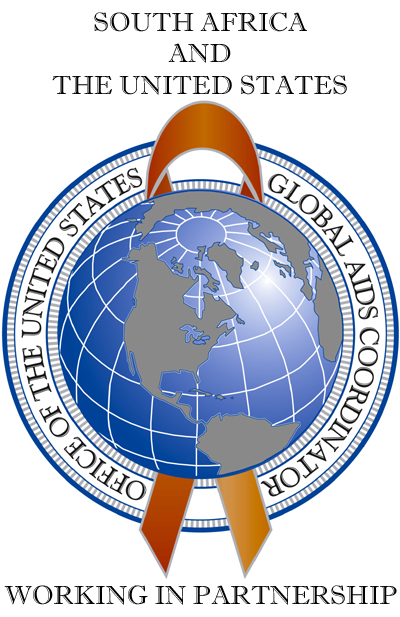 SOUTH AFRICA
AND
THE UNITED STATES
OFFICE OF THE UNITED STATES
GLOBAL AIDS COORDINATOR
WORKING IN PARTNERSHIP